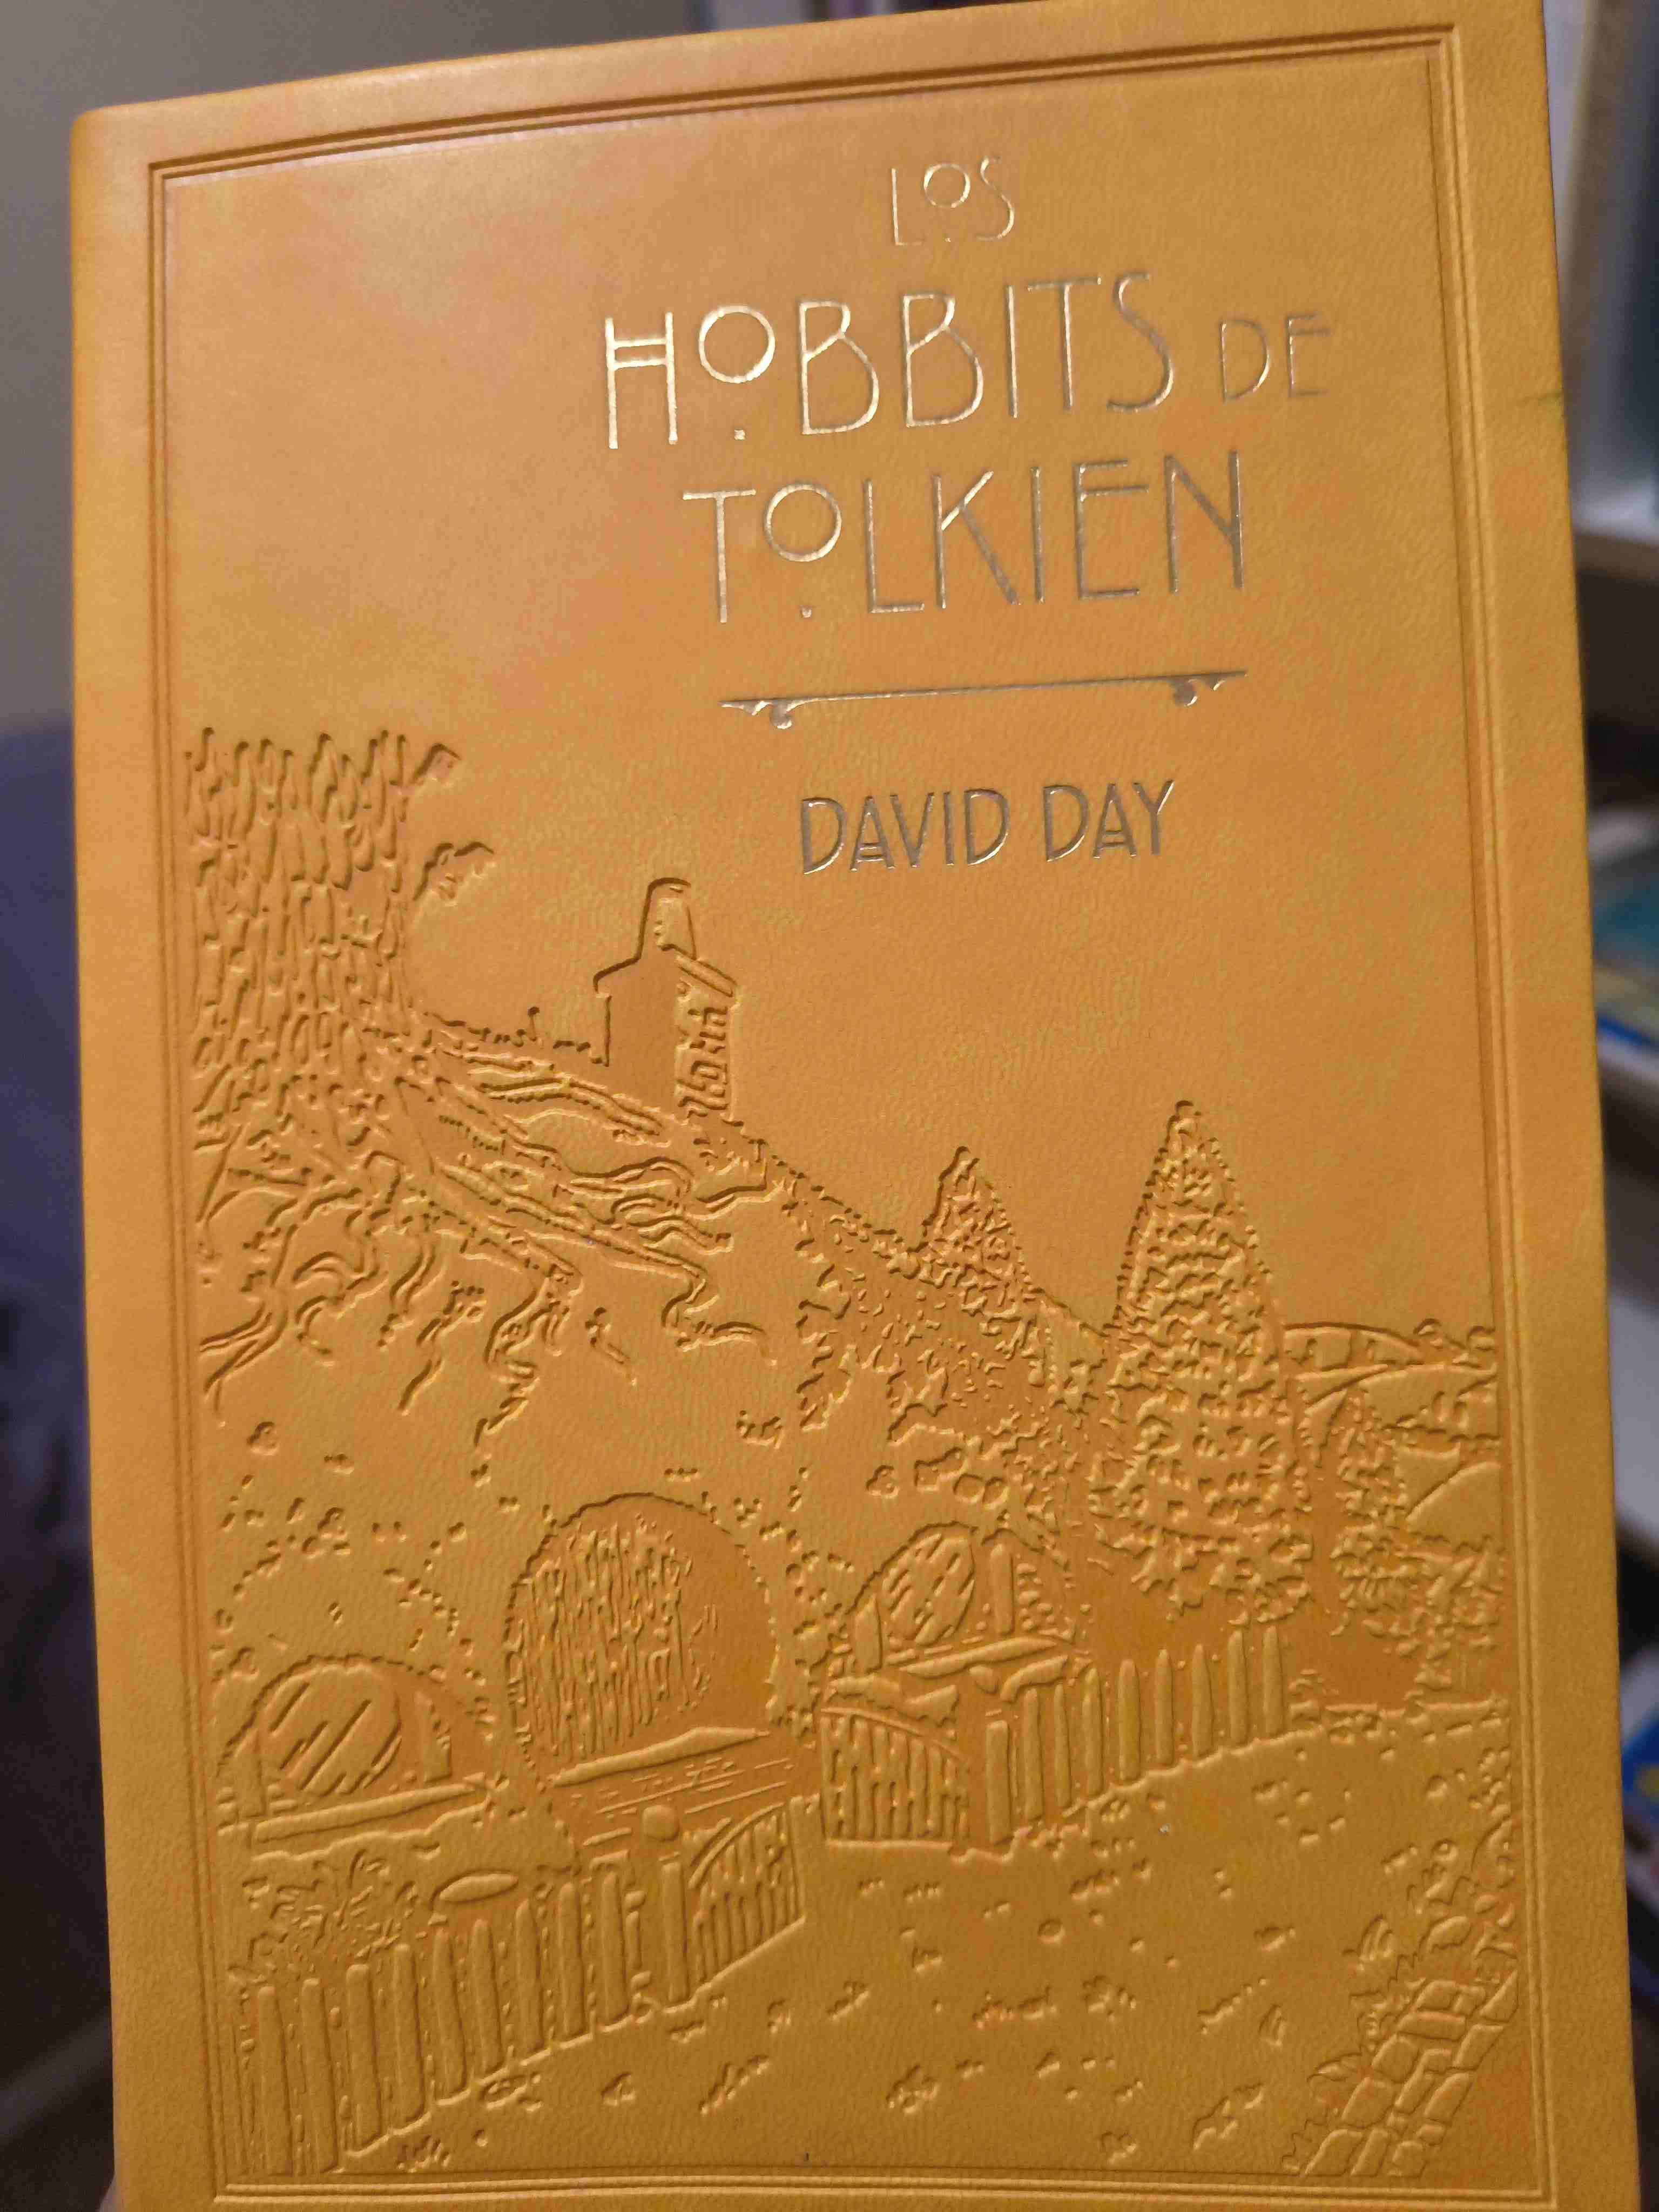 LOS
HOBBITS DE
TOLKIEN
DAVID DAY